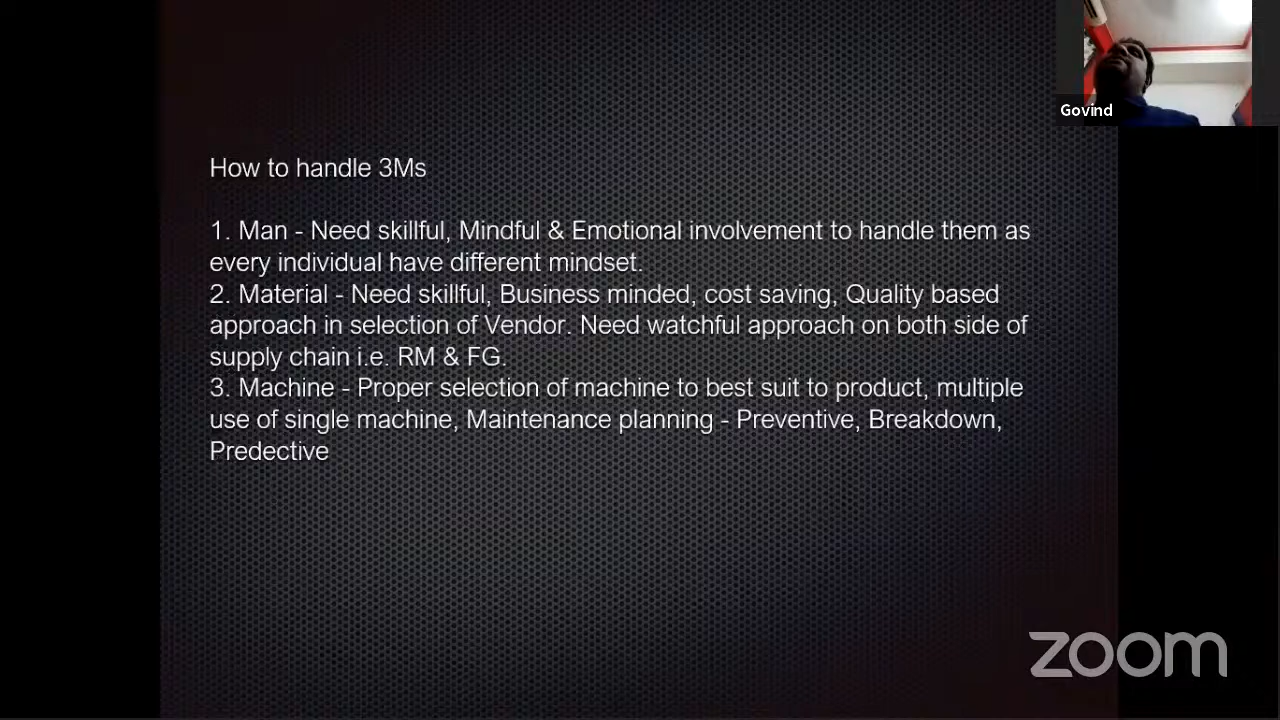 Govind
How to handle 3Ms
1. Man - Need skillful, Mindful & Emotional involvement to handle them as
every individual have different mindset.
2. Material - Need skillful, Business minded, cost saving, Quality based
approach in selection of Vendor. Need watchful approach on both side of
supply chain i.e. RM & FG.
3. Machine - Proper selection of machine to best suit to product, multiple
use of single machine, Maintenance planning - Preventive, Breakdown,
Predective
zoom